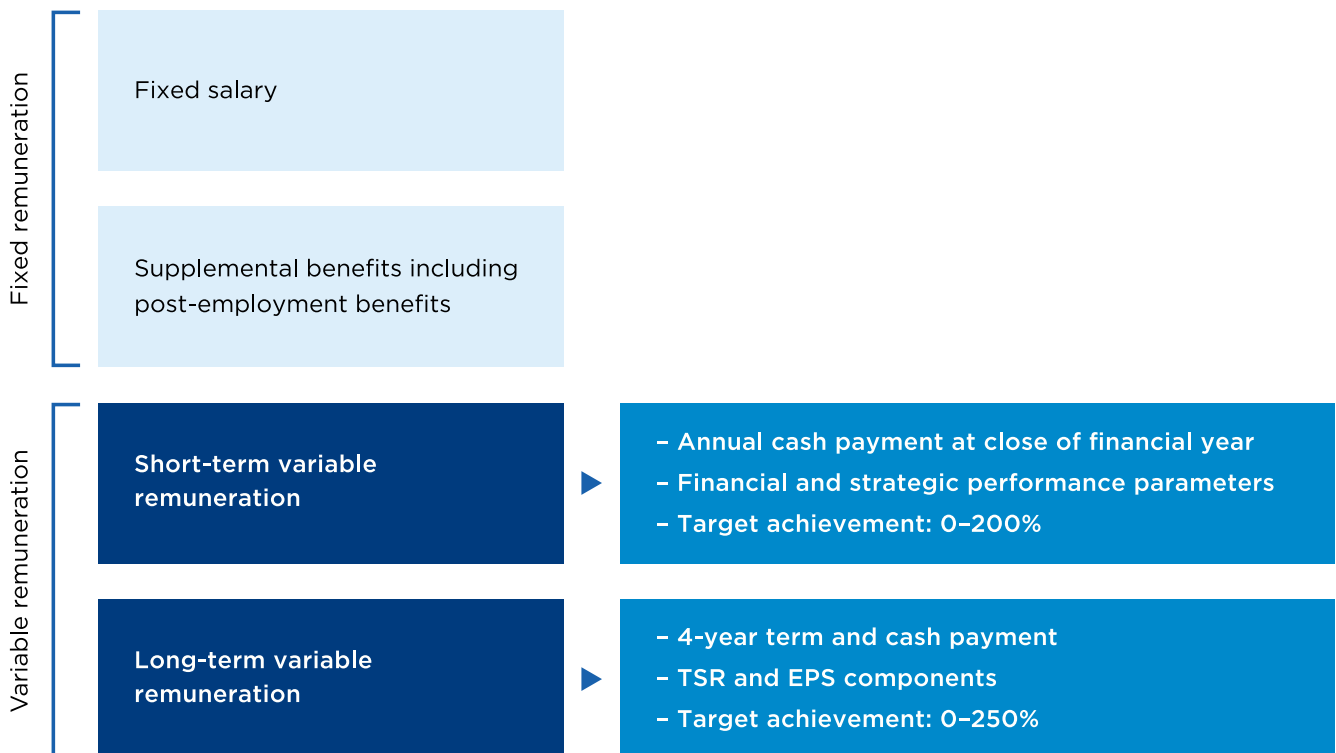 Fixed remuneration
Fixed salary
Supplemental benefits including
post-employment benefits
Variable remuneration
Short-term variable
remuneration
– Annual cash payment at close of financial year
– Financial and strategic performance parameters
– Target achievement: 0–200%
Long-term variable
remuneration
– 4-year term and cash payment
– TSR and EPS components
– Target achievement: 0–250%